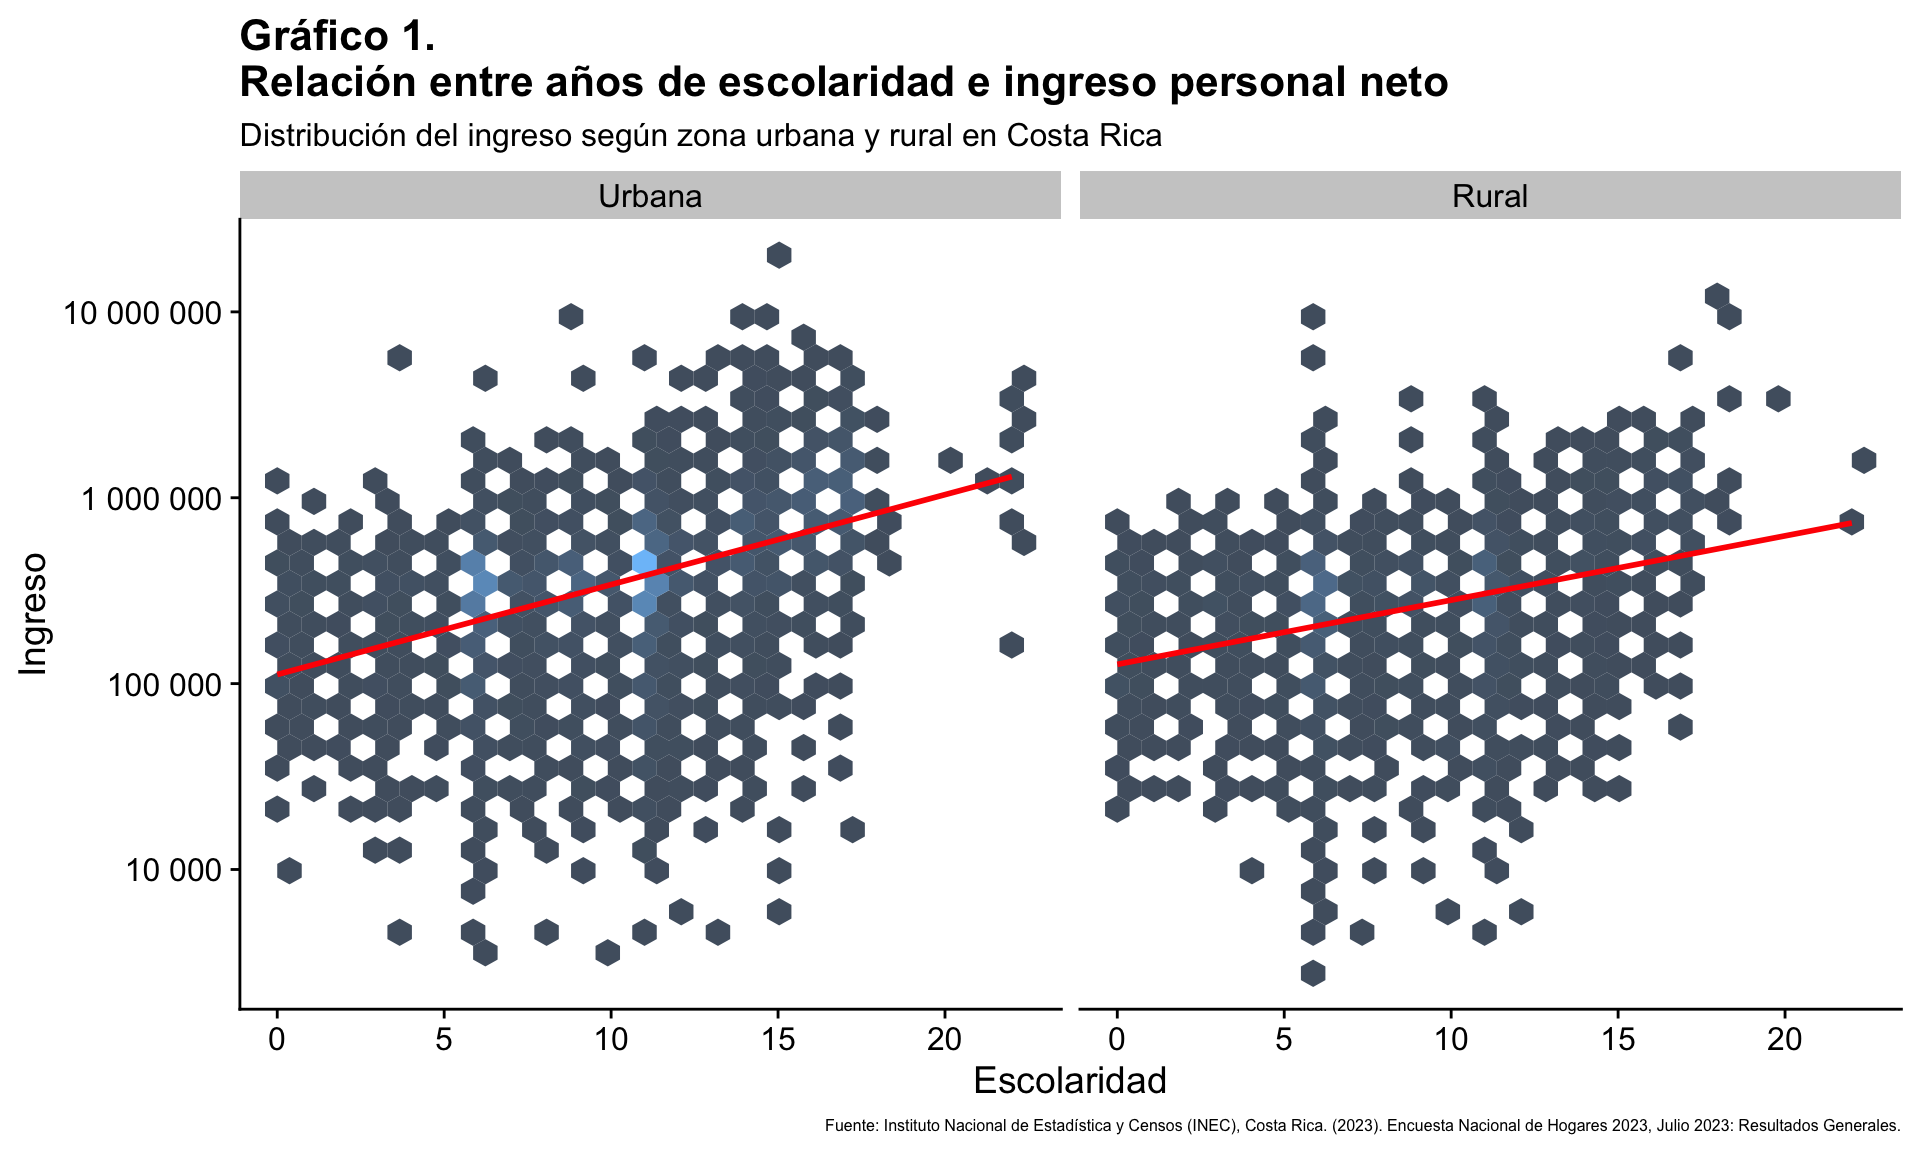 Gráfico 1.
Relación entre años de escolaridad e ingreso personal neto
Distribución del ingreso según zona urbana y rural en Costa Rica
Urbana
Rural
Ingreso
10 000 000
1 000 000
100 000
10 000
0 5 10 15 20
0 5 10 15 20
Escolaridad
Fuente: Instituto Nacional de Estadística y Censos (INEC), Costa Rica. (2023). Encuesta Nacional de Hogares 2023, Julio 2023: Resultados Generales.